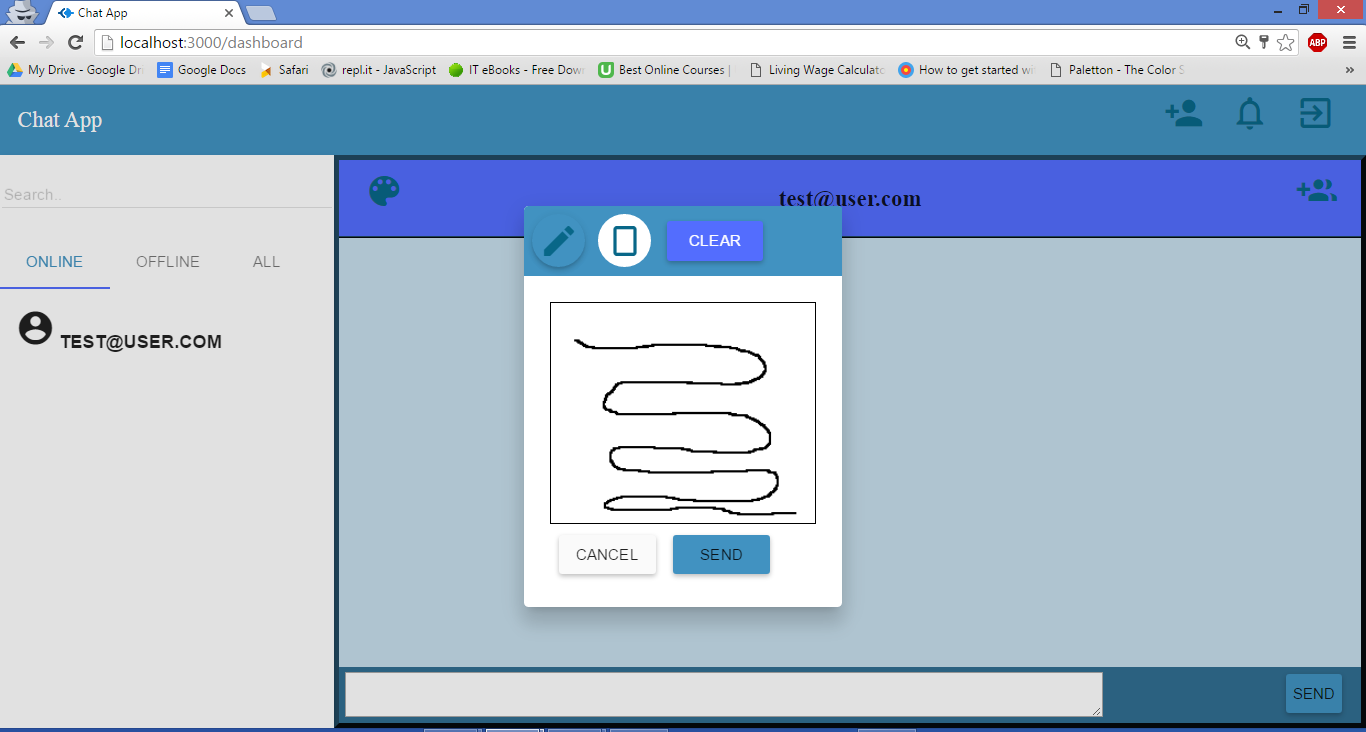 Chat App
localhost:3000/dashboard
ABP
My Drive - Google Dr
Google Docs
Safari
repl.it - JavaScript
IT eBooks - Free Dow
Best Online Courses |
Living Wage Calculato
How to get started wi
Paletton - The Color S
»
Chat App
Search..
test@user.com
ONLINE
OFFLINE
ALL
TEST@USER.COM
CLEAR
CANCEL
SEND
SEND